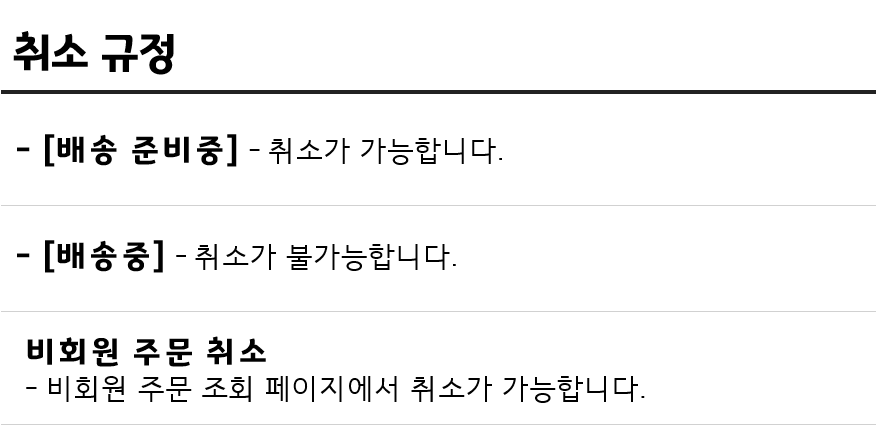 취소 규정
- [배송 준비중] - 취소가 가능합니다.
- [배송중] - 취소가 불가능합니다.
비회원 주문 취소
- 비회원 주문 조회 페이지에서 취소가 가능합니다.